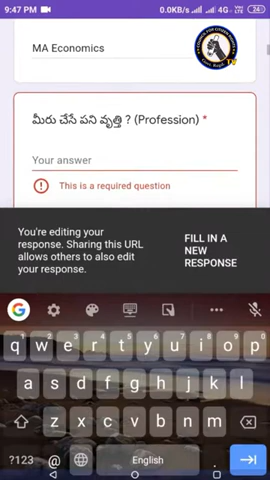 9:47 PM
0.0KB/s 4G 24
MA Economics
మీరు చేసే పని వృత్తి ? (Profession) *
Your answer
This is a required question
You're editing your
response. Sharing this URL
allows others to also edit
your response.
FILL IN A
NEW
RESPONSE
G
q w e r t y u i o p
a s d f g h j k l
z x c v b n m
?123 @ English .